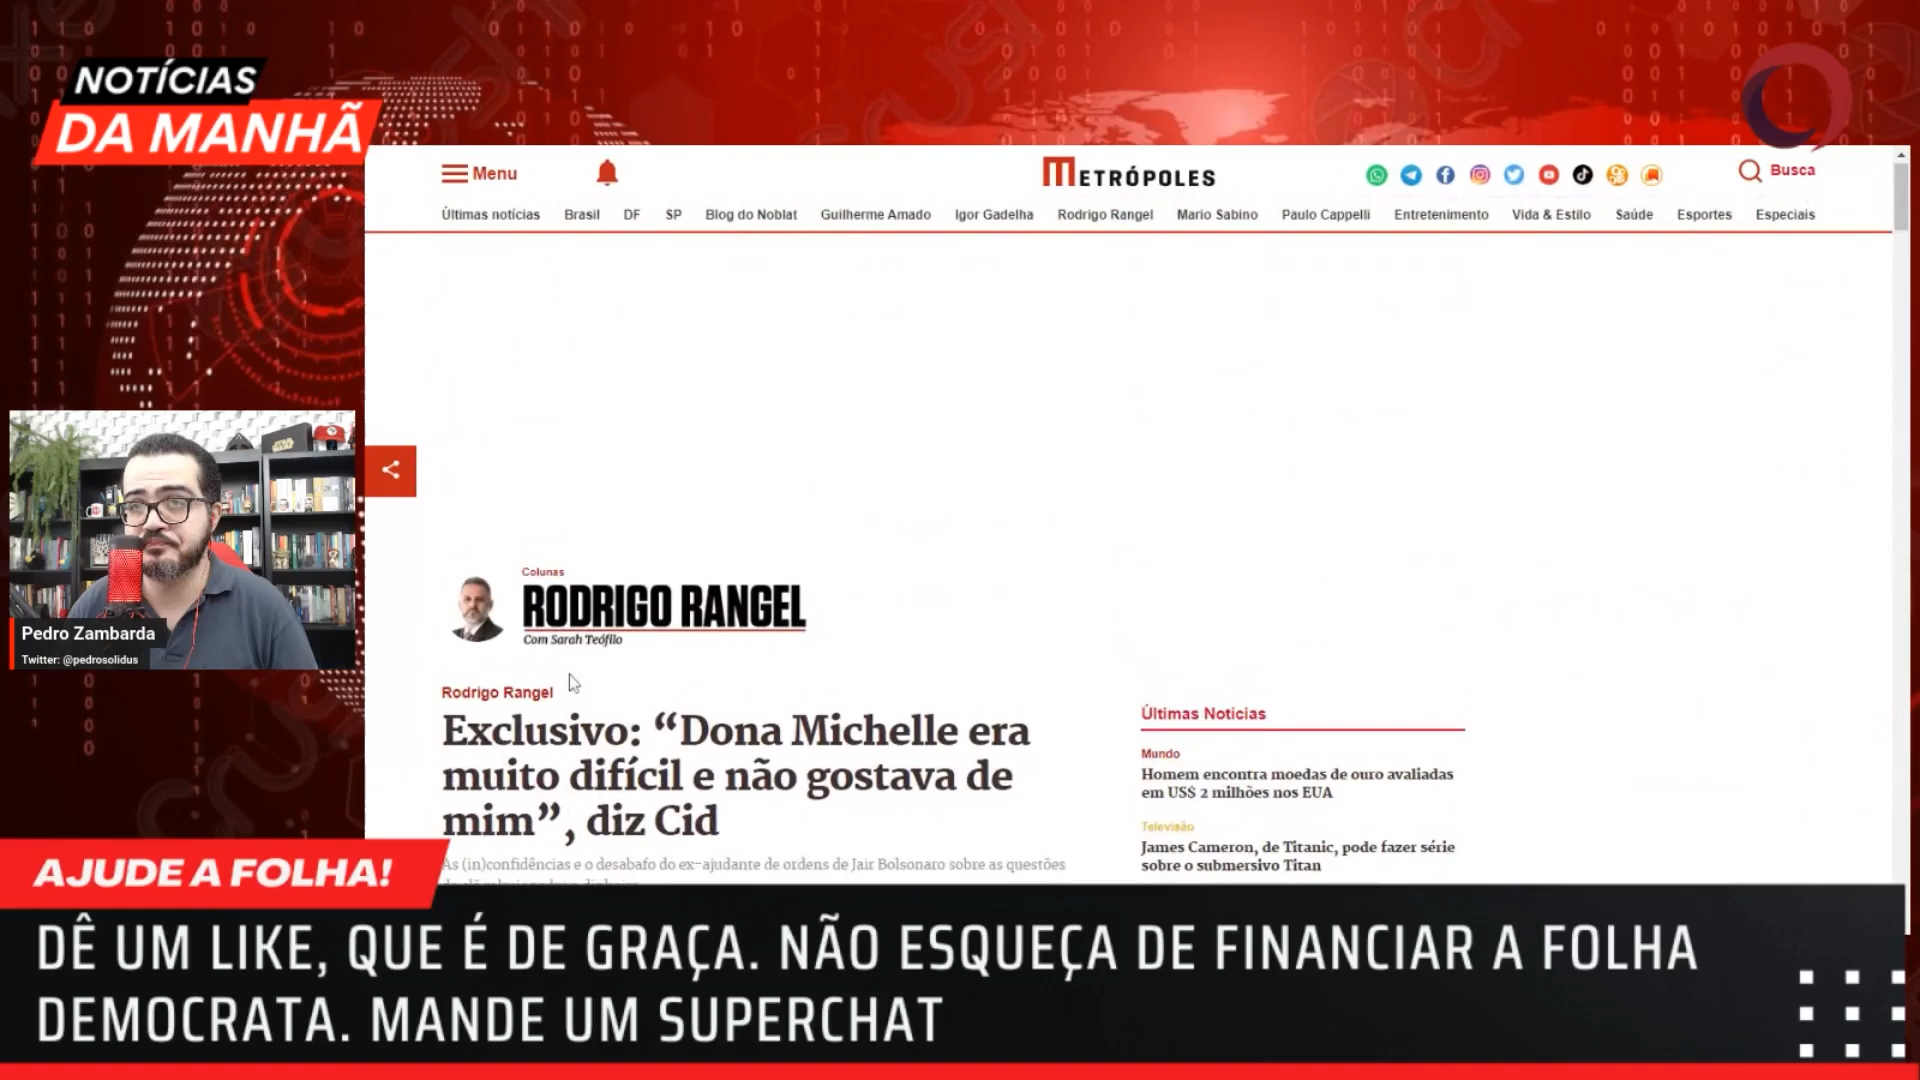 NOTÍCIAS
DA MANHÃ
Menu
METRÓPOLES
Busca
Últimas notícias Brasil DF SP Blog do Noblat Guilherme Amado Igor Gadelha Rodrigo Rangel Mario Sabino Paulo Cappelli Entretenimento Vida & Estilo Saúde Esportes Especiais
Colunas
RODRIGO RANGEL
Com Sarah Teófilo
Rodrigo Rangel
Exclusivo: “Dona Michelle era
muito difícil e não gostava de
mim”, diz Cid
As (in)confidências e o desabafo do ex-ajudante de ordens de Jair Bolsonaro sobre as questões
Últimas Notícias
Mundo
Homem encontra moedas de ouro avaliadas
em US$ 2 milhões nos EUA
Televisão
James Cameron, de Titanic, pode fazer série
sobre o submersivo Titan
Pedro Zambarda
Twitter: @pedrosolidus
AJUDE A FOLHA!
DÊ UM LIKE, QUE É DE GRAÇA. NÃO ESQUEÇA DE FINANCIAR A FOLHA
DEMOCRATA. MANDE UM SUPERCHAT